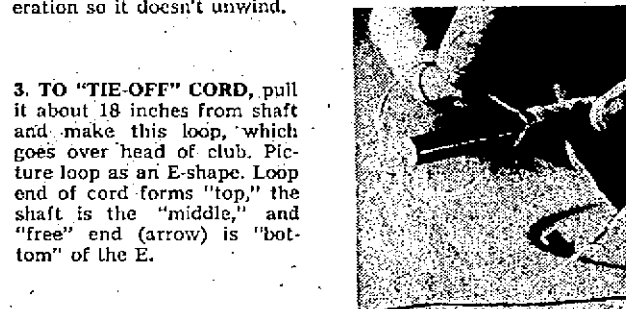 eration so it doesn't unwind.
3. TO "TIE-OFF" CORD, pull
it about 18 inches from shaft
and make this loop, which
goes over head of club. Pic-
ture loop as an E-shape. Loop
end of cord forms "top," the
shaft is the "middle," and
"free" end (arrow) is "bot-
tom" of the E.